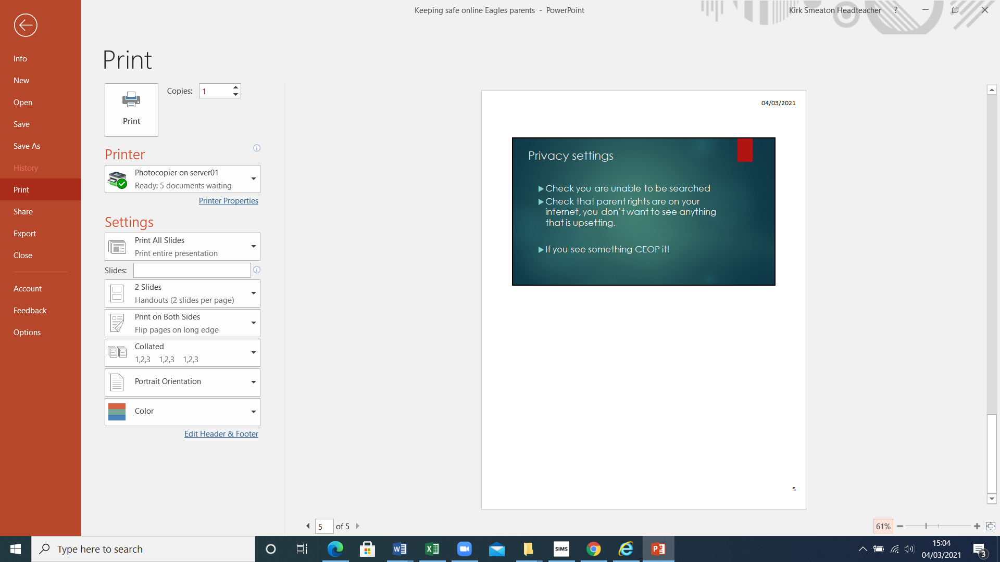 Keeping safe online Eagles parents - PowerPoint
Kirk Smeaton Headteacher ?
Info
New
Open
Save
Save As
History
Print
Share
Export
Close
Account
Feedback
Options
Print
Print
Copies: 1
Printer
Photocopier on server01
Ready: 5 documents waiting
Printer Properties
Settings
Print All Slides
Print entire presentation
Slides:
2 Slides
Handouts (2 slides per page)
Print on Both Sides
Flip pages on long edge
Collated
1,2,3 1,2,3 1,2,3
Portrait Orientation
Color
Edit Header & Footer
04/03/2021
Privacy settings
Check you are unable to be searched
Check that parent rights are on your
internet, you don't want to see anything
that is upsetting.
If you see something CEOP it!
5
5 of 5
61%
Type here to search
SIMS
15:04
04/03/2021
3